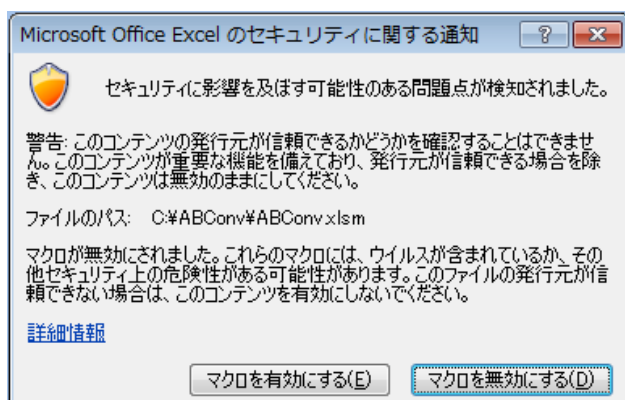 Microsoft Office Excel のセキュリティに関する通知
セキュリティに影響を及ぼす可能性のある問題点が検知されました。
警告: このコンテンツの発行元が信頼できるかどうかを確認することはできませ
ん。このコンテンツが重要な機能を備えており、発行元が信頼できる場合を除
き、このコンテンツは無効のままにしてください。
ファイルのパス: C:¥ABConv¥ABConv.xlsm
マクロが無効にされました。これらのマクロには、ウイルスが含まれているか、その
他セキュリティ上の危険性がある可能性があります。このファイルの発行元が信
頼できない場合は、このコンテンツを有効にしないでください。
詳細情報
マクロを有効にする(E) マクロを無効にする(D)